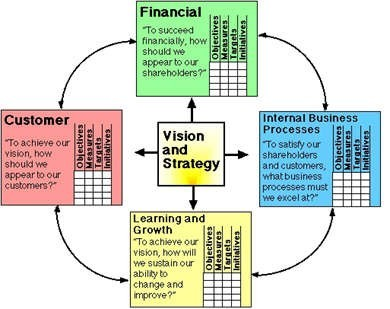 Financial
"To succeed
financially, how
should we
appear to our
shareholders?"
Objectives
Measures
Targets
Initiatives
Customer
"To achieve our
vision, how
should we
appear to our
customers?"
Objectives
Measures
Targets
Initiatives
Vision
and
Strategy
Internal Business
Processes
"To satisfy our
shareholders
and customers,
what business
processes must
we excel at?"
Objectives
Measures
Targets
Initiatives
Learning and
Growth
"To achieve our
vision, how will
we sustain our
ability to
change and
improve?"
Objectives
Measures
Targets
Initiatives